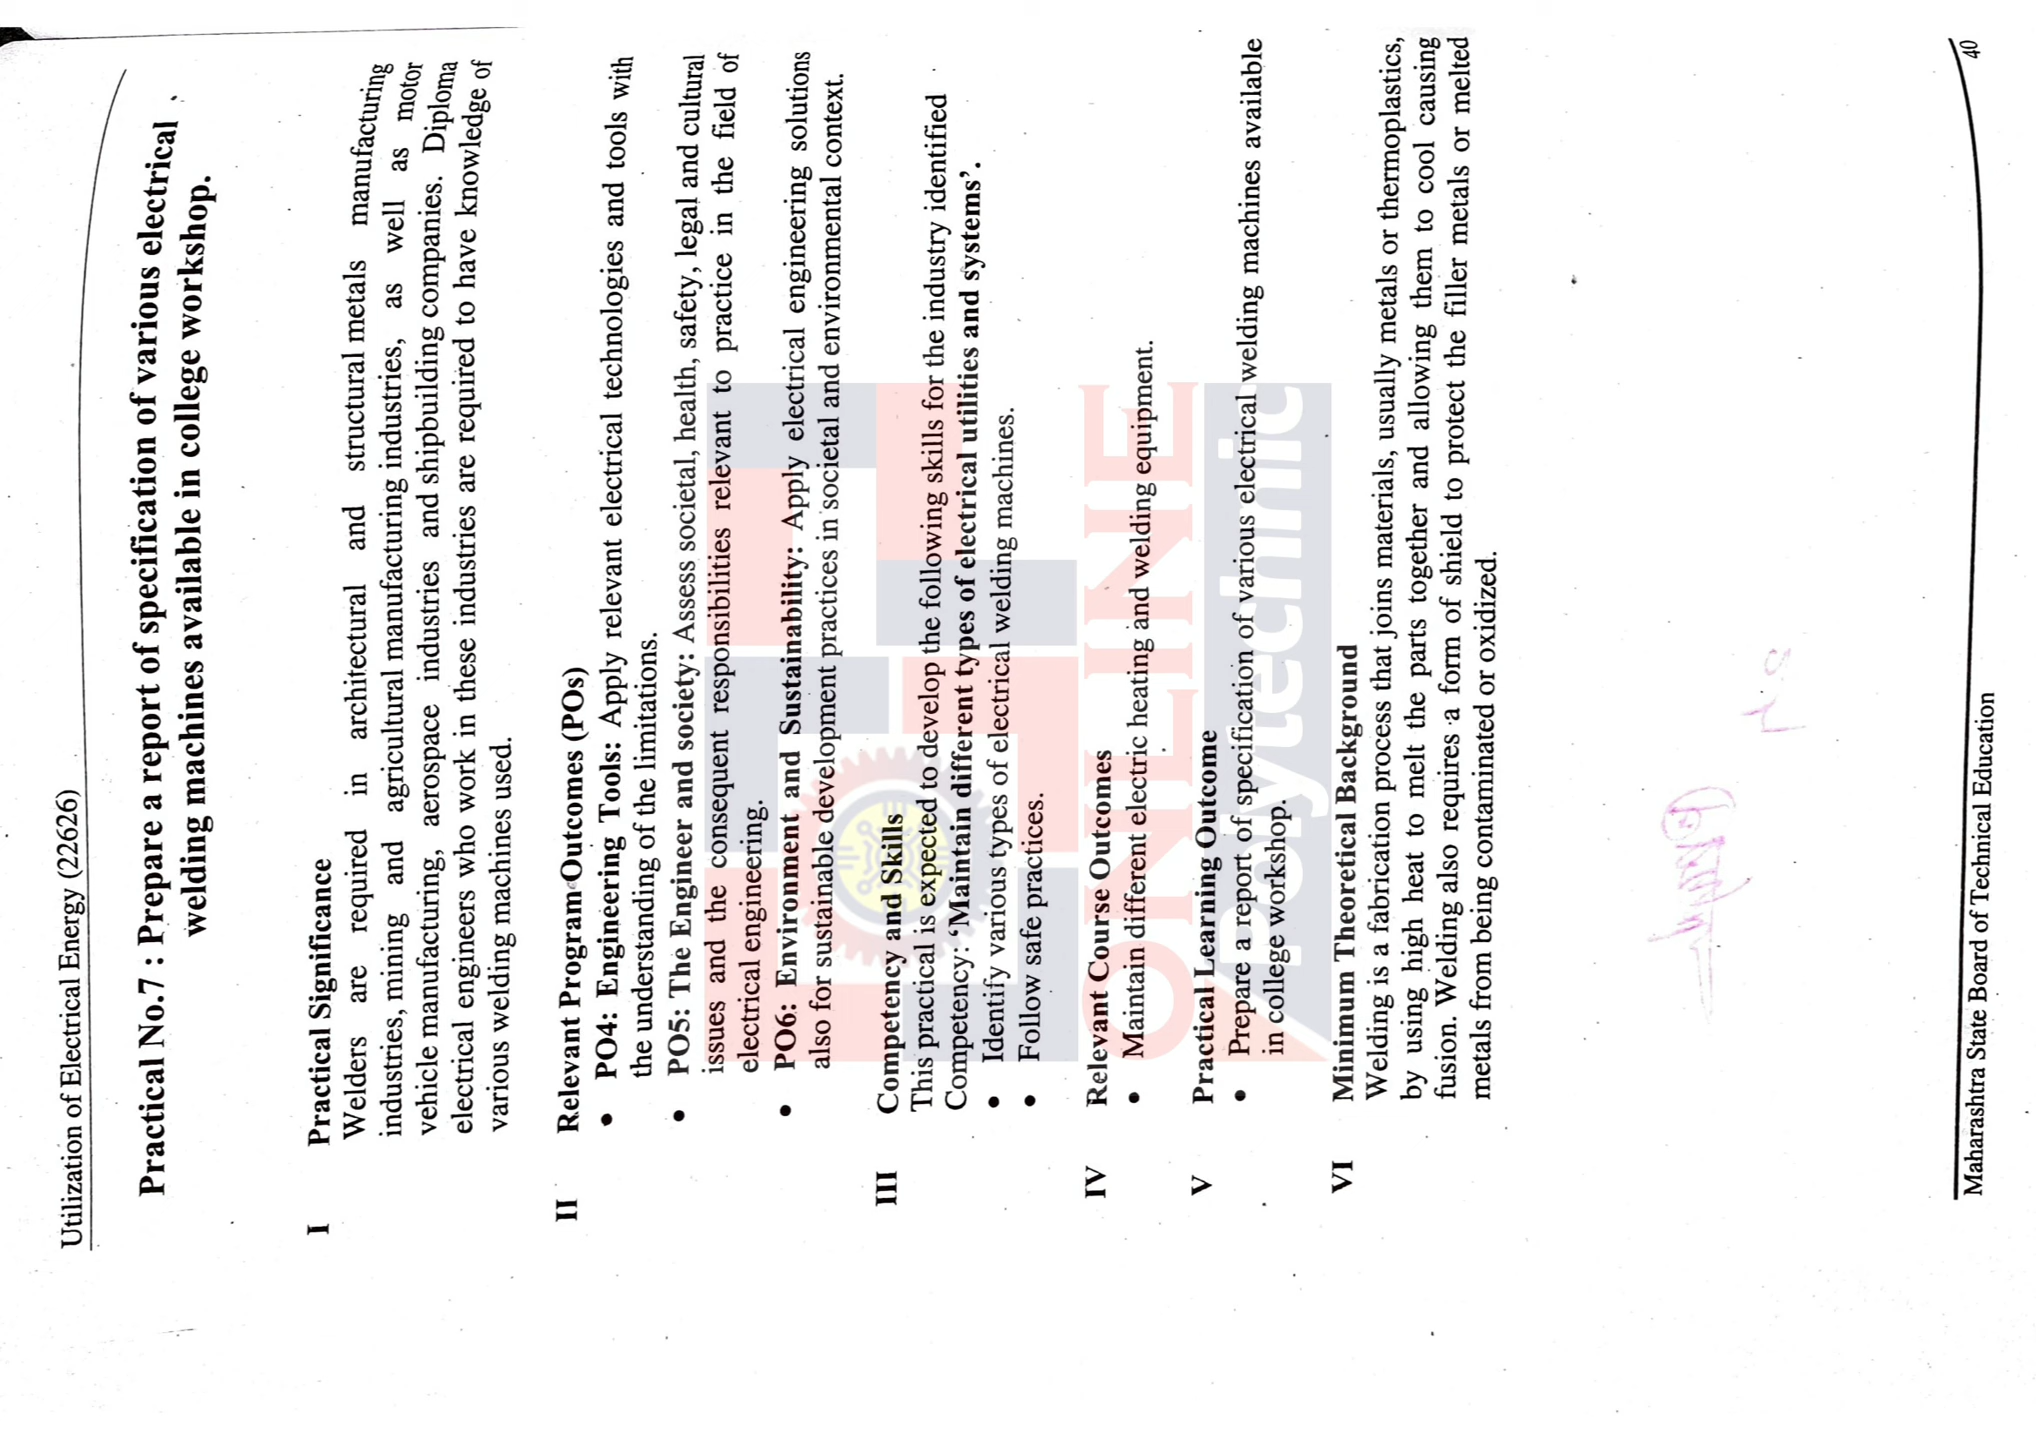 Utilization of Electrical Energy (22626)
Practical No.7 : Prepare a report of specification of various electrical
welding machines available in college workshop.
I Practical Significance
Welders are required in architectural and structural metals manufacturing
industries, mining and agricultural manufacturing industries, as well as motor
vehicle manufacturing, aerospace industries and shipbuilding companies. Diploma
electrical engineers who work in these industries are required to have knowledge of
various welding machines used.
II Relevant Program Outcomes (POs)
• PO4: Engineering Tools: Apply relevant electrical technologies and tools with
the understanding of the limitations.
• PO5: The Engineer and society: Assess societal, health, safety, legal and cultural
issues and the consequent responsibilities relevant to practice in the field of
electrical engineering.
• PO6: Environment and Sustainability: Apply electrical engineering solutions
also for sustainable development practices in societal and environmental context.
III Competency and Skills
This practical is expected to develop the following skills for the industry identified
Competency: ‘Maintain different types of electrical utilities and systems’.
• Identify various types of electrical welding machines.
• Follow safe practices.
IV Relevant Course Outcomes
• Maintain different electric heating and welding equipment.
V Practical Learning Outcome
• Prepare a report of specification of various electrical welding machines available
in college workshop.
VI Minimum Theoretical Background
Welding is a fabrication process that joins materials, usually metals or thermoplastics,
by using high heat to melt the parts together and allowing them to cool causing
fusion. Welding also requires a form of shield to protect the filler metals or melted
metals from being contaminated or oxidized.
ONLINE
Polytechnic
Maharashtra State Board of Technical Education
40